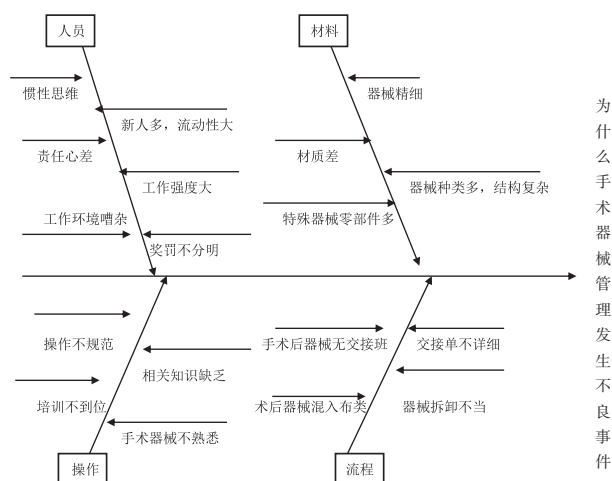 人员
材料
惯性思维
器械精细
新人多，流动性大
责任心差
材质差
工作强度大
器械种类多，结构复杂
工作环境嘈杂
特殊器械零部件多
奖罚不分明
操作不规范
手术后器械无交接班
交接单不详细
相关知识缺乏
培训不到位
术后器械混入布类
器械拆卸不当
手术器械不熟悉
操作
流程
为什么手术器械管理发生不良事件